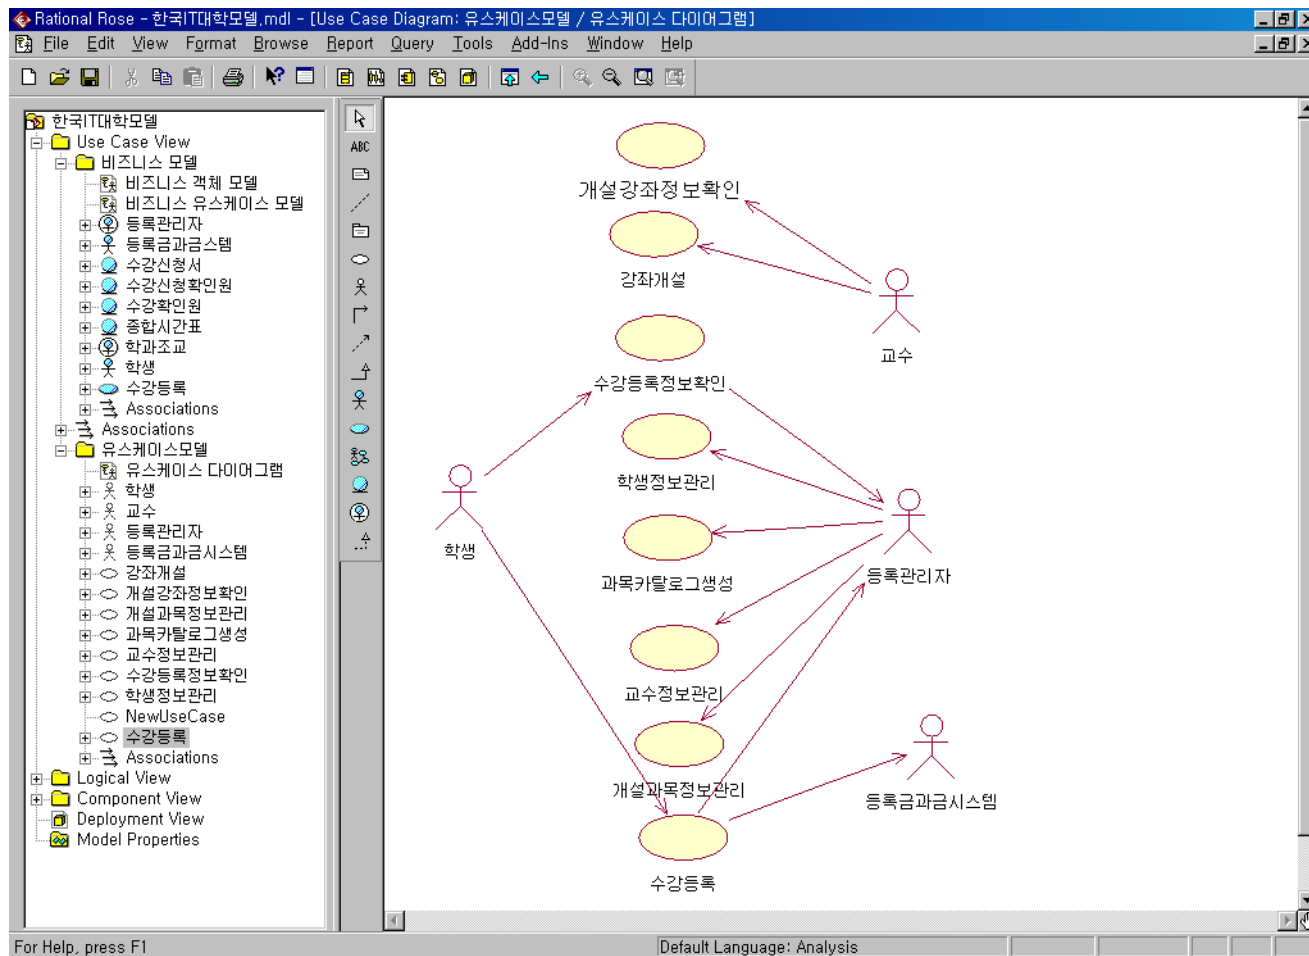 Rational Rose - 한국IT대학모델.mdl - [Use Case Diagram: 유스케이스모델 / 유스케이스 다이어그램]
File Edit View Format Browse Report Query Tools Add-Ins Window Help
한국IT대학모델
Use Case View
비즈니스 모델
비즈니스 객체 모델
비즈니스 유스케이스 모델
등록관리자
등록금과금스템
수강신청서
수강신청확인원
수강확인원
종합시간표
학과조교
학생
수강등록
Associations
Associations
유스케이스모델
유스케이스 다이어그램
학생
교수
등록관리자
등록금과금시스템
강좌개설
개설강좌정보확인
개설과목정보관리
과목카탈로그생성
교수정보관리
수강등록정보확인
학생정보관리
NewUseCase
수강등록
Associations
Logical View
Component View
Deployment View
Model Properties
ABC
개설강좌정보확인
강좌개설
교수
수강등록정보확인
학생정보관리
학생
과목카탈로그생성
등록관리자
교수정보관리
개설과목정보관리
등록금과금시스템
수강등록
For Help, press F1
Default Language: Analysis